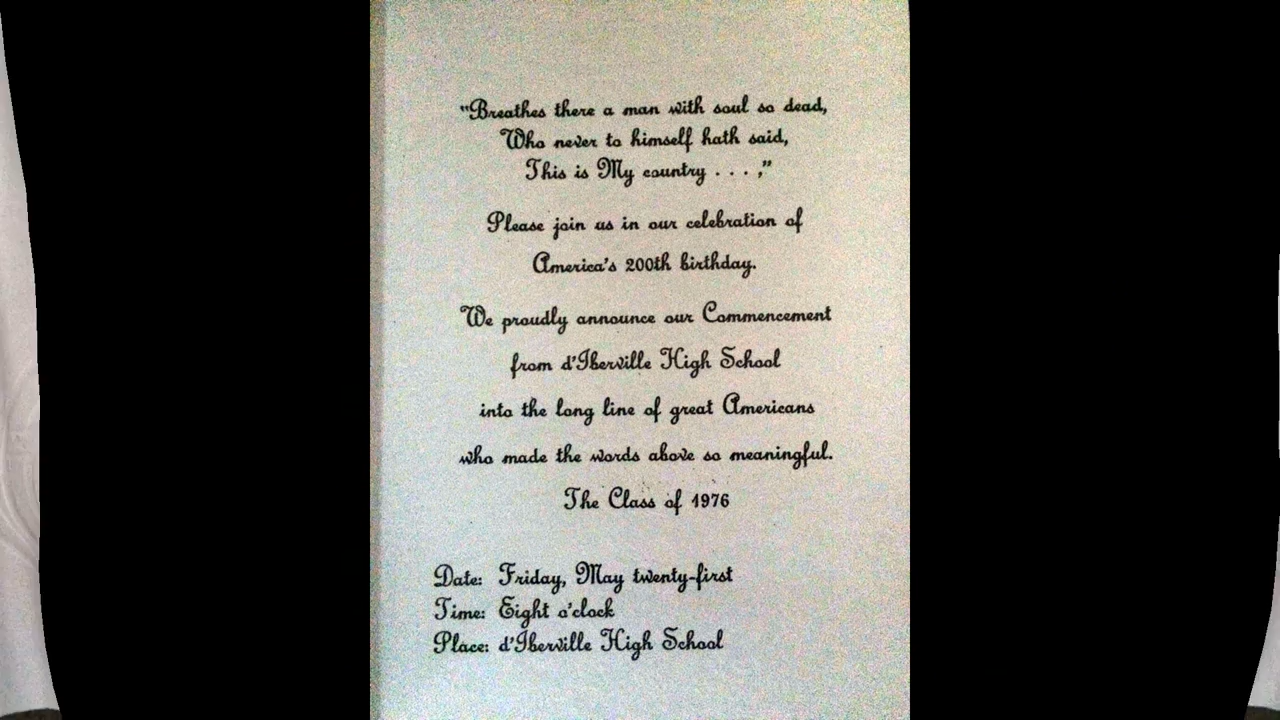 "Breathes there a man with soul so dead,
Who never to himself hath said,
This is My country . . . ,"
Please join us in our celebration of
America's 200th birthday.
We proudly announce our Commencement
from d'Iberville High School
into the long line of great Americans
who made the words above so meaningful.
The Class of 1976
Date: Friday, May twenty-first
Time: Eight o'clock
Place: d'Iberville High School